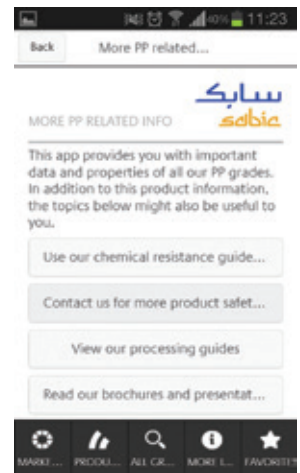 40% 11:23
Back More PP related...
سابك
sabic
MORE PP RELATED INFO
This app provides you with important
data and properties of all our PP grades.
In addition to this product information,
the topics below might also be useful to
you.
Use our chemical resistance guide...
Contact us for more product safet...
View our processing guides
Read our brochures and presentat...
MARKT... PRODU... ALL GR... MORE I... FAVORITES